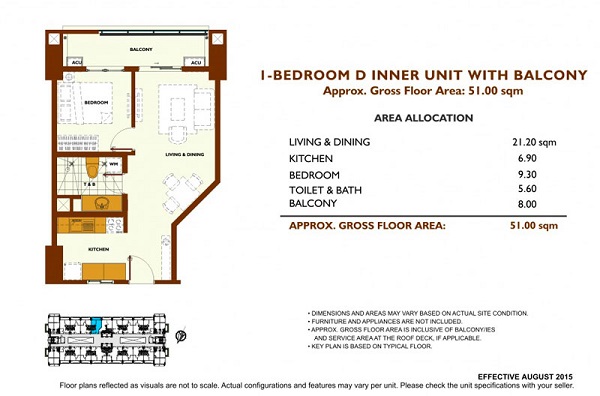 BALCONY
ACU
ACU
BEDROOM
LIVING & DINING
WM
T & B
KITCHEN
1-BEDROOM D INNER UNIT WITH BALCONY
Approx. Gross Floor Area: 51.00 sqm
AREA ALLOCATION
LIVING & DINING 21.20 sqm
KITCHEN 6.90
BEDROOM 9.30
TOILET & BATH 5.60
BALCONY 8.00
APPROX. GROSS FLOOR AREA: 51.00 sqm
• DIMENSIONS AND AREAS MAY VARY BASED ON ACTUAL SITE CONDITION.
• FURNITURE AND APPLIANCES ARE NOT INCLUDED.
• APPROX. GROSS FLOOR AREA IS INCLUSIVE OF BALCONY/IES
AND SERVICE AREA AT THE ROOF DECK, IF APPLICABLE.
• KEY PLAN IS BASED ON TYPICAL FLOOR.
EFFECTIVE AUGUST 2015
Floor plans reflected as visuals are not to scale. Actual configurations and features may vary per unit. Please check the unit specifications with your seller.